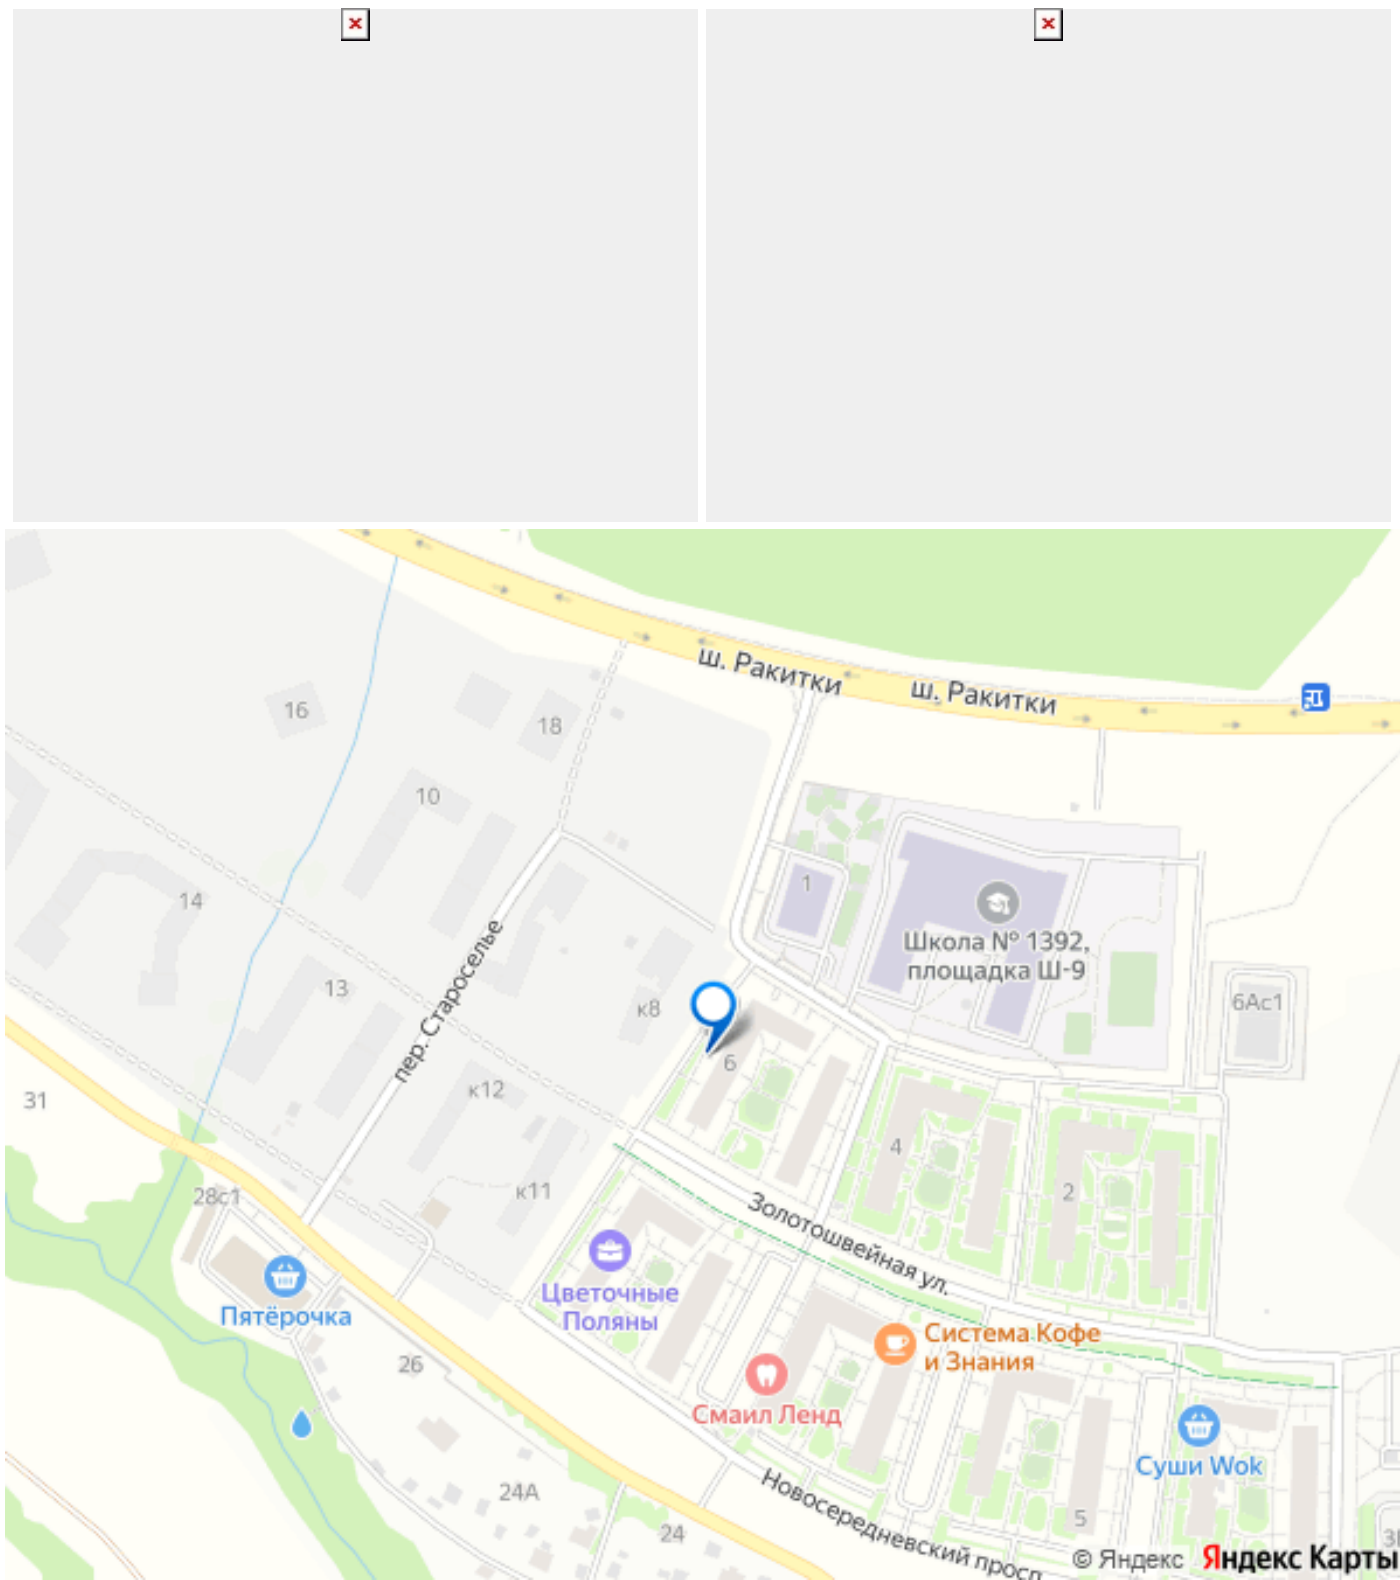 ш. Ракитки
ш. Ракитки
16
18
10
1
14
Школа № 1392,
площадка Ш-9
13
к8
6Ас1
пер. Староселье
6
31
к12
4
28с1
к11
2
Золотошвейная ул.
Цветочные
Поляны
Пятёрочка
Система Кофе
и Знания
26
Смаил Ленд
Суши Wok
24А
Новосередневский просп.
24
5
© Яндекс Яндекс Карты